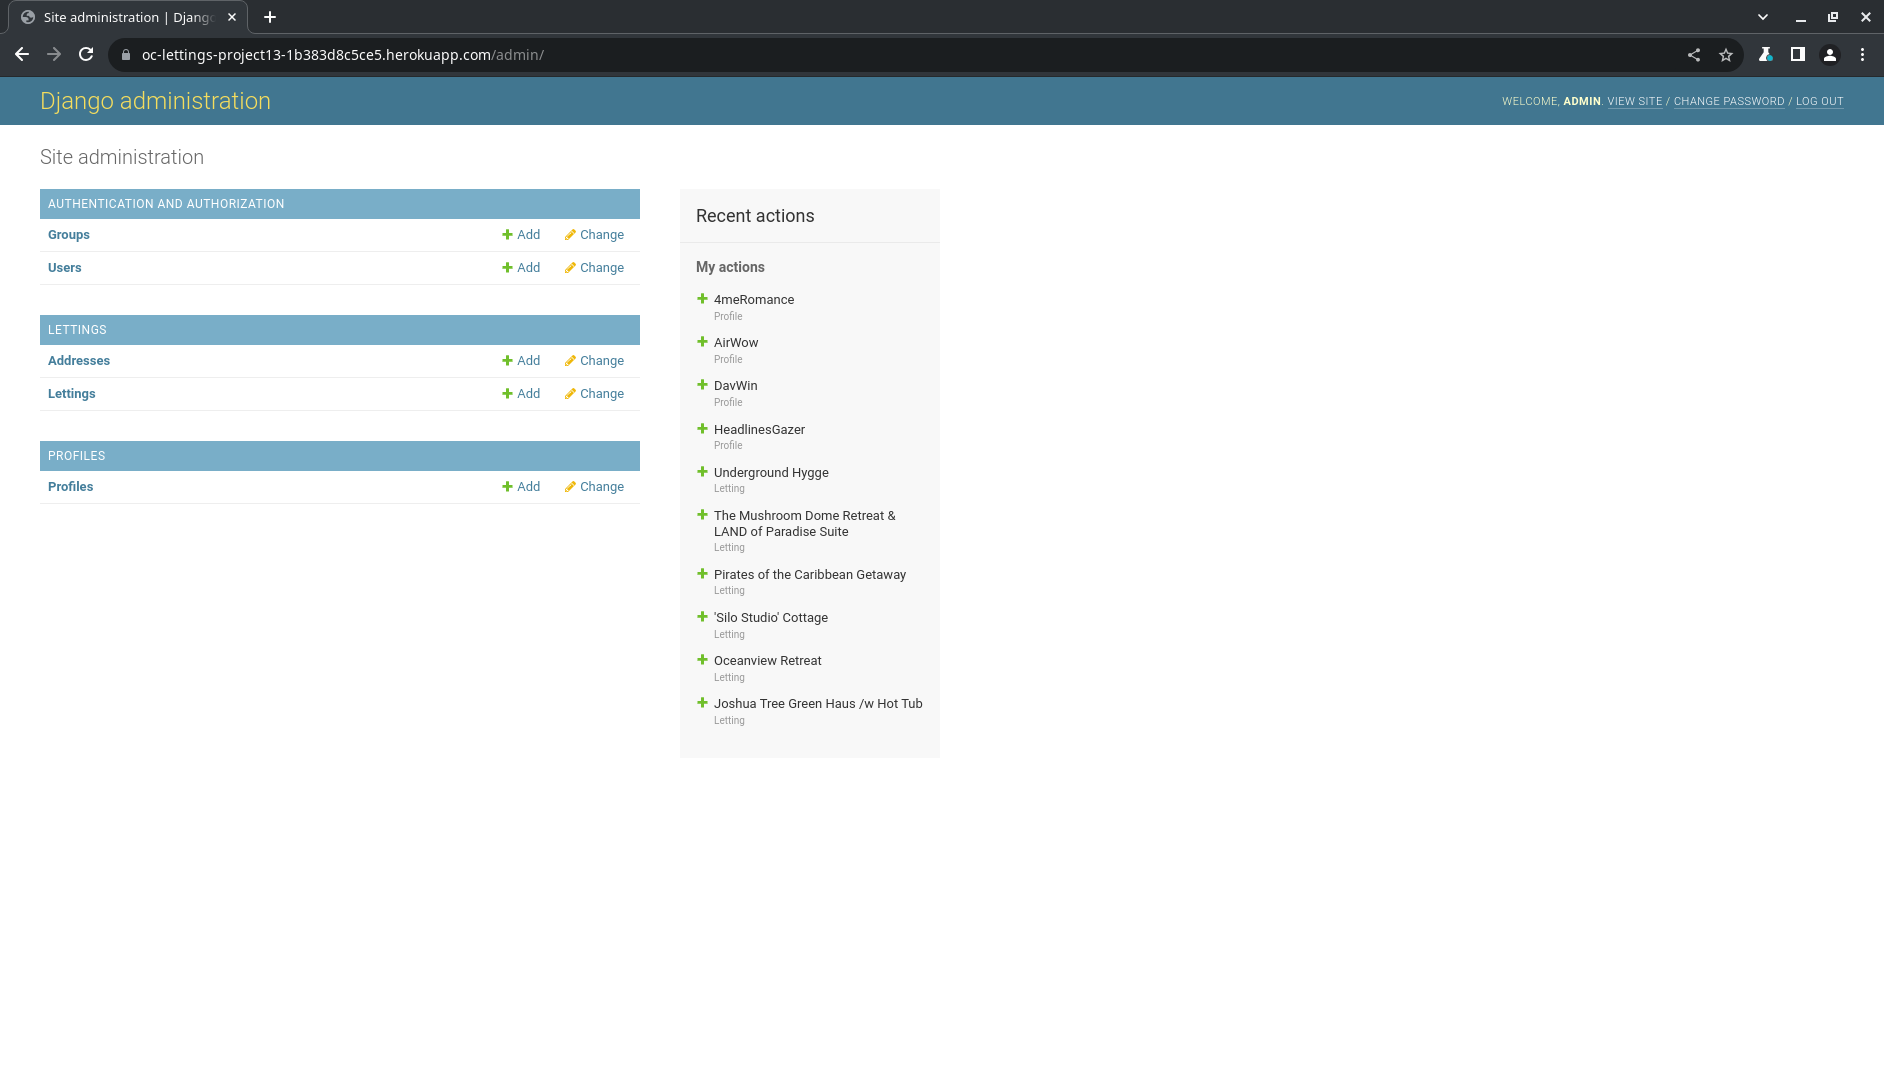 Site administration | Djang
oc-lettings-project13-1b383d8c5ce5.herokuapp.com/admin/
Django administration
WELCOME, ADMIN. VIEW SITE / CHANGE PASSWORD / LOG OUT
Site administration
AUTHENTICATION AND AUTHORIZATION
Groups Add Change
Users Add Change
LETTINGS
Addresses Add Change
Lettings Add Change
PROFILES
Profiles Add Change
Recent actions
My actions
4meRomance
Profile
AirWow
Profile
DavWin
Profile
HeadlinesGazer
Profile
Underground Hygge
Letting
The Mushroom Dome Retreat &
LAND of Paradise Suite
Letting
Pirates of the Caribbean Getaway
Letting
'Silo Studio' Cottage
Letting
Oceanview Retreat
Letting
Joshua Tree Green Haus /w Hot Tub
Letting